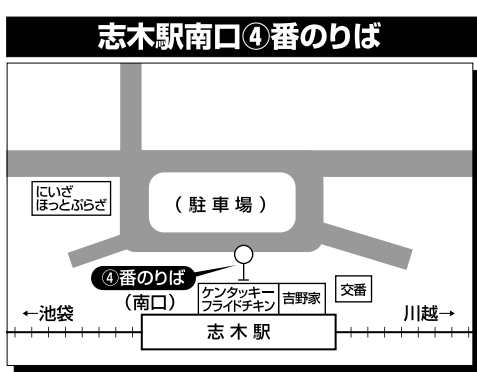 志木駅南口④番のりば
にいざ
ほっとぷらざ
(駐車場)
④番のりば
(南口)
ケンタッキー
フライドチキン
吉野家
交番
←池袋
川越→
志木駅